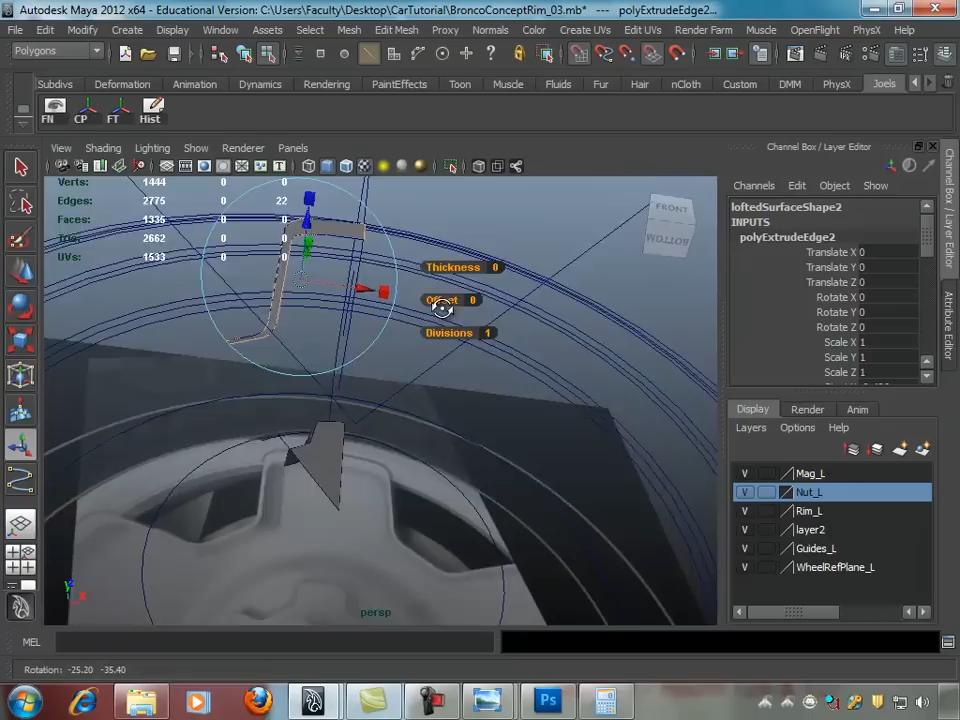 Autodesk Maya 2012 x64 - Educational Version: C:\Users\Faculty\Desktop\CarTutorial\BroncoConceptRim_03.mb* --- polyExtrudeEdge2...
File Edit Modify Create Display Window Assets Select Mesh Edit Mesh Proxy Normals Color Create UVs Edit UVs Render Farm Muscle OpenFlight PhysX Help
Polygons
Subdivs Deformation Animation Dynamics Rendering PaintEffects Toon Muscle Fluids Fur Hair nCloth Custom DMM PhysX Joels
FN CP FT Hist
View Shading Lighting Show Renderer Panels
Channel Box / Layer Editor
Verts: 1444 0 0
Edges: 2775 0 22
Faces: 1335 0 0
Tris: 2662 0 0
UVs: 1533 0 0
FRONT
BOTTOM
Thickness 0
Offset 0
Divisions 1
y
x
persp
Channels Edit Object Show
loftedSurfaceShape2
INPUTS
polyExtrudeEdge2
Translate X 0
Translate Y 0
Translate Z 0
Rotate X 0
Rotate Y 0
Rotate Z 0
Scale X 1
Scale Y 1
Scale Z 1
Display Render Anim
Layers Options Help
V Mag_L
V Nut_L
V Rim_L
V layer2
V Guides_L
V WheelRefPlane_L
Channel Box / Layer Editor
Attribute Editor
MEL
Rotation: -25.20 -35.40
Ps